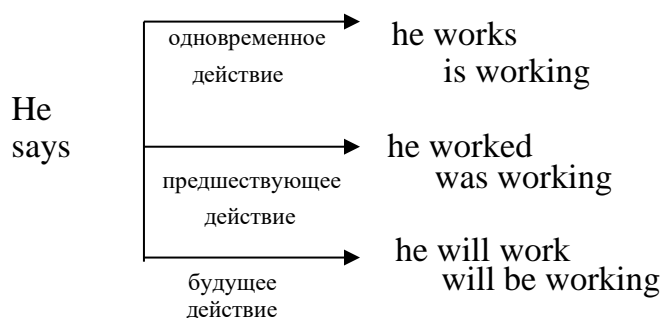 He
says
одновременное
действие
he works
is working
предшествующее
действие
he worked
was working
будущее
действие
he will work
will be working